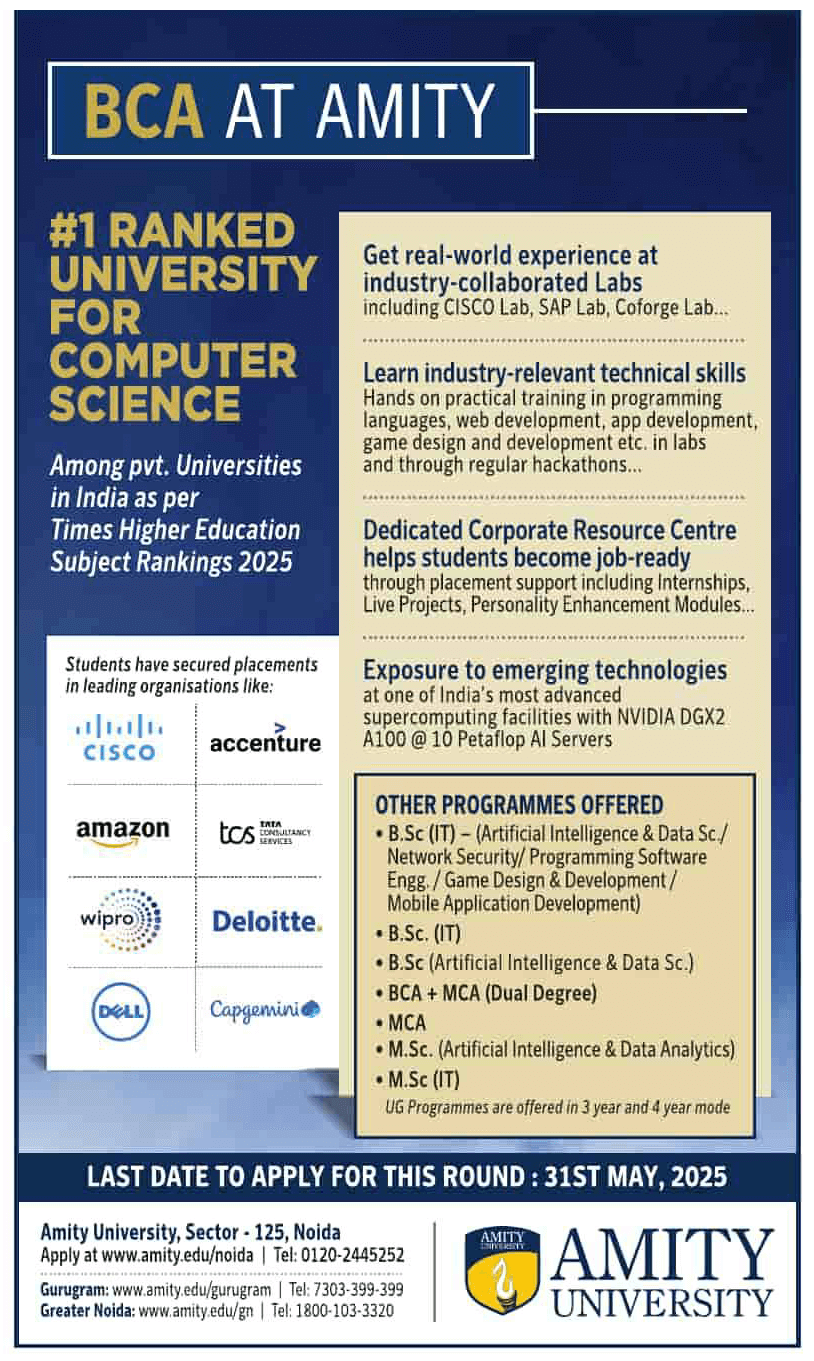 BCA AT AMITY
#1 RANKED
UNIVERSITY
FOR
COMPUTER
SCIENCE
Among pvt. Universities
in India as per
Times Higher Education
Subject Rankings 2025
Students have secured placements
in leading organisations like:
CISCO
accenture
amazon
tcs TATA
CONSULTANCY
SERVICES
wipro
Deloitte.
DELL
Capgemini
Get real-world experience at
industry-collaborated Labs
including CISCO Lab, SAP Lab, Coforge Lab...
Learn industry-relevant technical skills
Hands on practical training in programming
languages, web development, app development,
game design and development etc. in labs
and through regular hackathons...
Dedicated Corporate Resource Centre
helps students become job-ready
through placement support including Internships,
Live Projects, Personality Enhancement Modules...
Exposure to emerging technologies
at one of India's most advanced
supercomputing facilities with NVIDIA DGX2
A100 @ 10 Petaflop AI Servers
OTHER PROGRAMMES OFFERED
• B.Sc (IT) – (Artificial Intelligence & Data Sc./
Network Security/ Programming Software
Engg. / Game Design & Development /
Mobile Application Development)
• B.Sc. (IT)
• B.Sc (Artificial Intelligence & Data Sc.)
• BCA + MCA (Dual Degree)
• MCA
• M.Sc. (Artificial Intelligence & Data Analytics)
• M.Sc (IT)
UG Programmes are offered in 3 year and 4 year mode
LAST DATE TO APPLY FOR THIS ROUND : 31ST MAY, 2025
Amity University, Sector - 125, Noida
Apply at www.amity.edu/noida | Tel: 0120-2445252
Gurugram: www.amity.edu/gurugram | Tel: 7303-399-399
Greater Noida: www.amity.edu/gn | Tel: 1800-103-3320
AMITY
UNIVERSITY
AMITY
UNIVERSITY